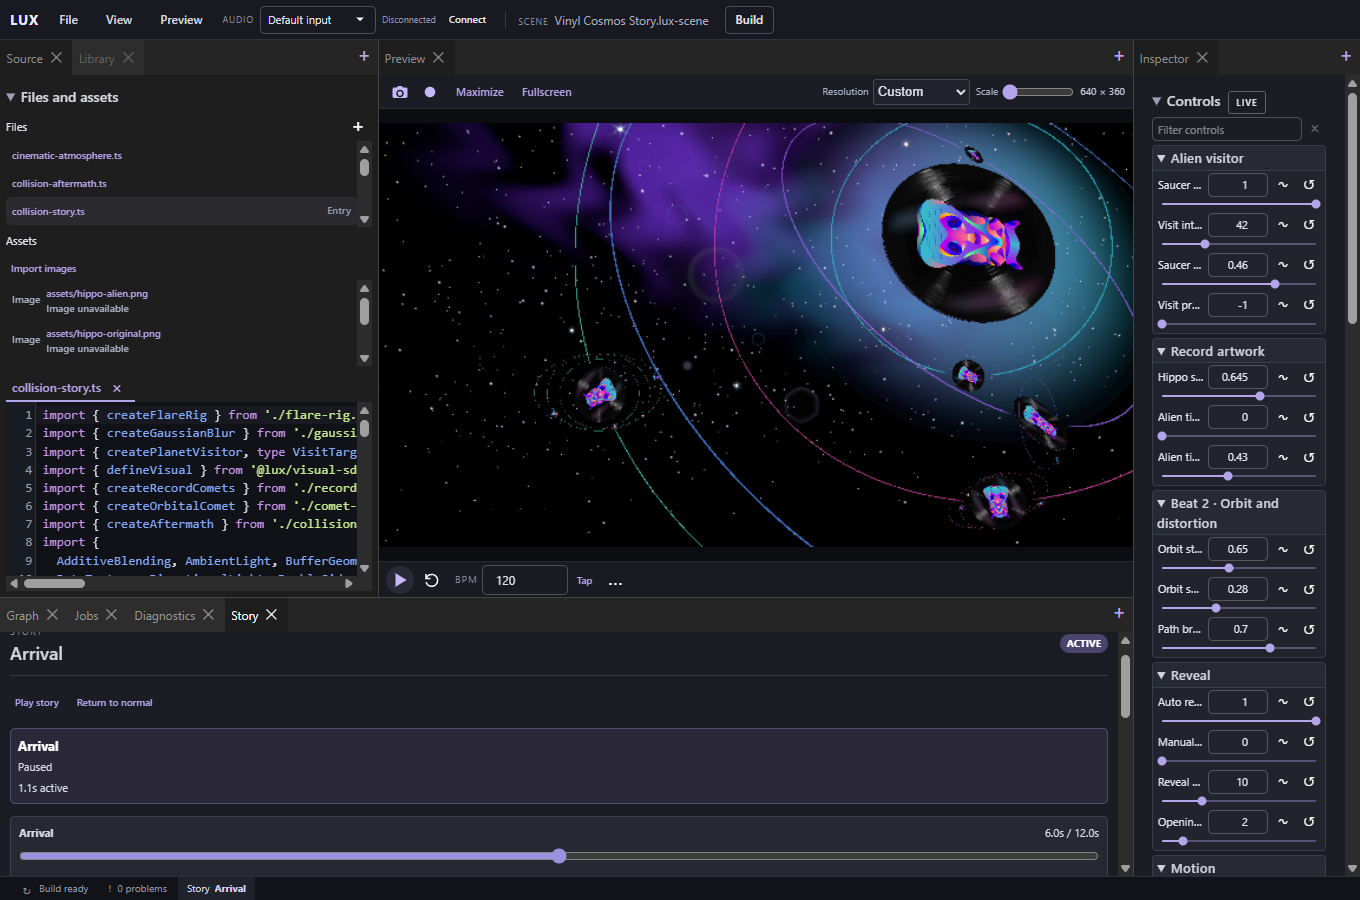 LUX File View Preview AUDIO Default input Disconnected Connect SCENE Vinyl Cosmos Story.lux-scene Build
Source Library
Files and assets
Files
cinematic-atmosphere.ts
collision-aftermath.ts
collision-story.ts Entry
Assets
Import images
Image assets/hippo-alien.png
Image unavailable
Image assets/hippo-original.png
Image unavailable
collision-story.ts
1 import { createFlareRig } from './flare-rig.
2 import { createGaussianBlur } from './gaussi
3 import { createPlanetVisitor, type VisitTarg
4 import { defineVisual } from '@lux/visual-sd
5 import { createRecordComets } from './record
6 import { createOrbitalComet } from './comet-
7 import { createAftermath } from './collision
8 import {
9 AdditiveBlending, AmbientLight, BufferGeom
Preview
Maximize Fullscreen Resolution Custom Scale 640 × 360
BPM 120 Tap ...
Graph Jobs Diagnostics Story
Arrival ACTIVE
Play story Return to normal
Arrival
Paused
1.1s active
Arrival 6.0s / 12.0s
Inspector
Controls LIVE
Filter controls
Alien visitor
Saucer ... 1
Visit int... 42
Saucer ... 0.46
Visit pr... -1
Record artwork
Hippo s... 0.645
Alien ti... 0
Alien ti... 0.43
Beat 2 · Orbit and
distortion
Orbit st... 0.65
Orbit s... 0.28
Path br... 0.7
Reveal
Auto re... 1
Manual... 0
Reveal ... 10
Openin... 2
Motion
Build ready ! 0 problems Story Arrival